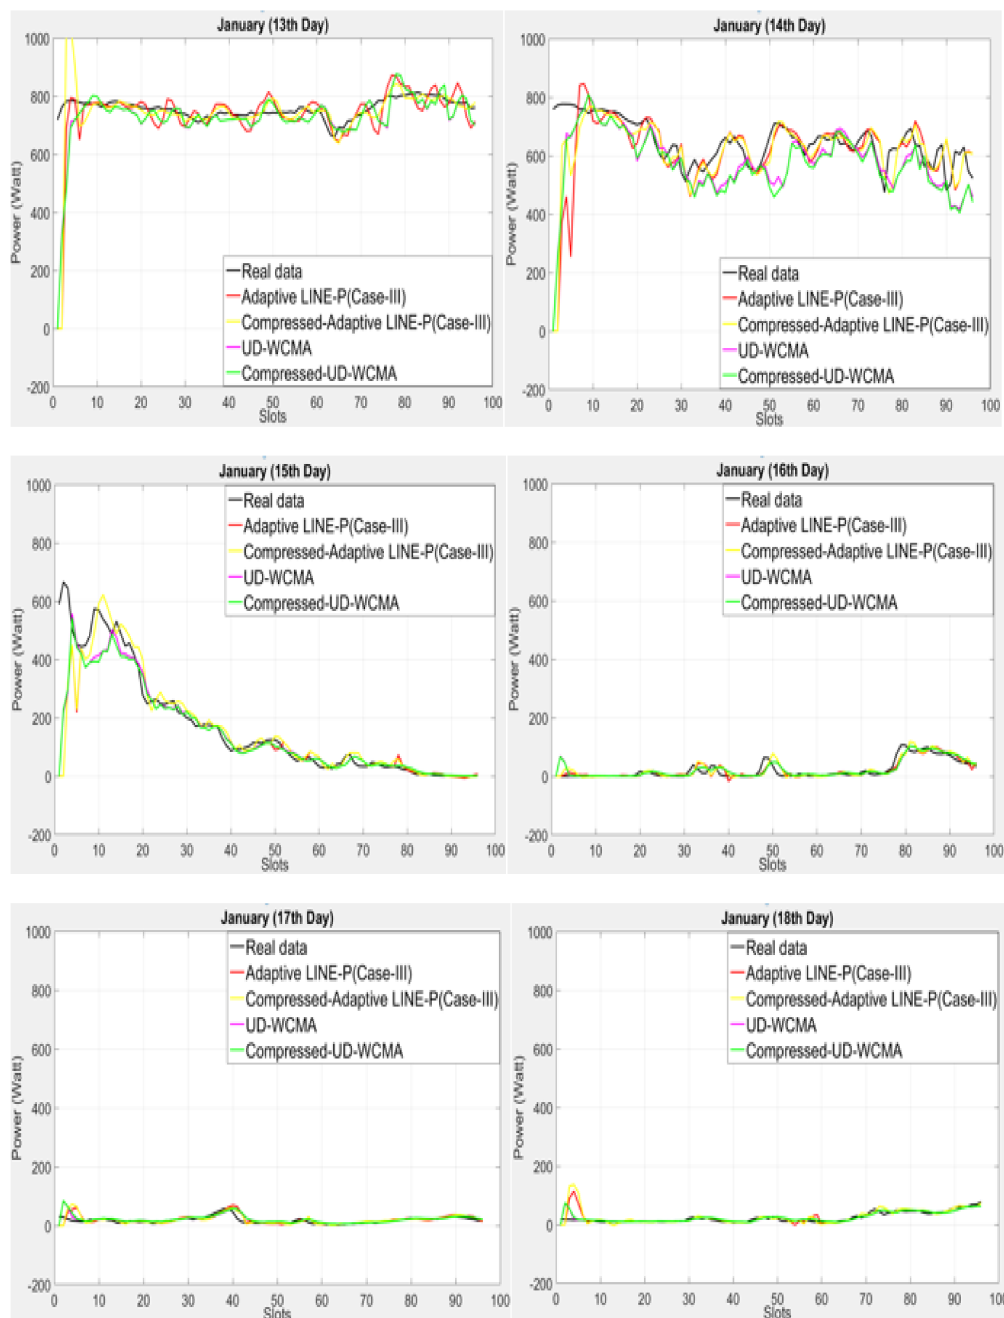 January (13th Day)
1000
800
600
400
200
0
-200
Power (Watt)
Real data
Adaptive LINE-P(Case-III)
Compressed-Adaptive LINE-P(Case-III)
UD-WCMA
Compressed-UD-WCMA
0 10 20 30 40 50 60 70 80 90 100
Slots
January (14th Day)
1000
800
600
400
200
0
-200
Power (Watt)
Real data
Adaptive LINE-P(Case-III)
Compressed-Adaptive LINE-P(Case-III)
UD-WCMA
Compressed-UD-WCMA
0 10 20 30 40 50 60 70 80 90 100
Slots
January (15th Day)
1000
800
600
400
200
0
-200
Power (Watt)
Real data
Adaptive LINE-P(Case-III)
Compressed-Adaptive LINE-P(Case-III)
UD-WCMA
Compressed-UD-WCMA
0 10 20 30 40 50 60 70 80 90 100
Slots
January (16th Day)
1000
800
600
400
200
0
-200
Power (Watt)
Real data
Adaptive LINE-P(Case-III)
Compressed-Adaptive LINE-P(Case-III)
UD-WCMA
Compressed-UD-WCMA
0 10 20 30 40 50 60 70 80 90 100
Slots
January (17th Day)
1000
800
600
400
200
0
-200
Power (Watt)
Real data
Adaptive LINE-P(Case-III)
Compressed-Adaptive LINE-P(Case-III)
UD-WCMA
Compressed-UD-WCMA
0 10 20 30 40 50 60 70 80 90 100
Slots
January (18th Day)
1000
800
600
400
200
0
-200
Power (Watt)
Real data
Adaptive LINE-P(Case-III)
Compressed-Adaptive LINE-P(Case-III)
UD-WCMA
Compressed-UD-WCMA
0 10 20 30 40 50 60 70 80 90 100
Slots